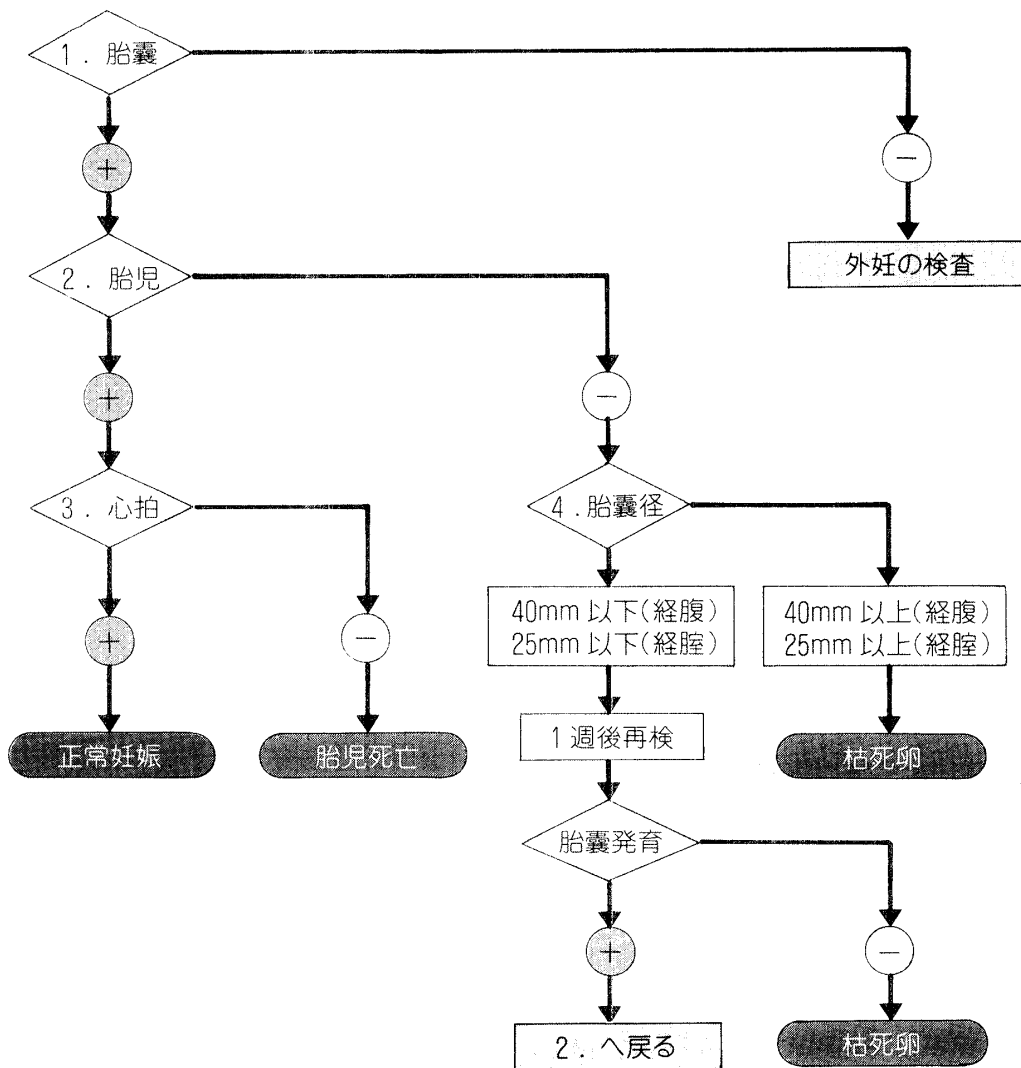 1. 胎嚢
+
−
外妊の検査
2. 胎児
+
−
3. 心拍
4. 胎嚢径
40mm 以下(経腹)
25mm 以下(経腟)
40mm 以上(経腹)
25mm 以上(経腟)
+
−
正常妊娠
胎児死亡
1週後再検
枯死卵
胎嚢発育
+
−
2. へ戻る
枯死卵